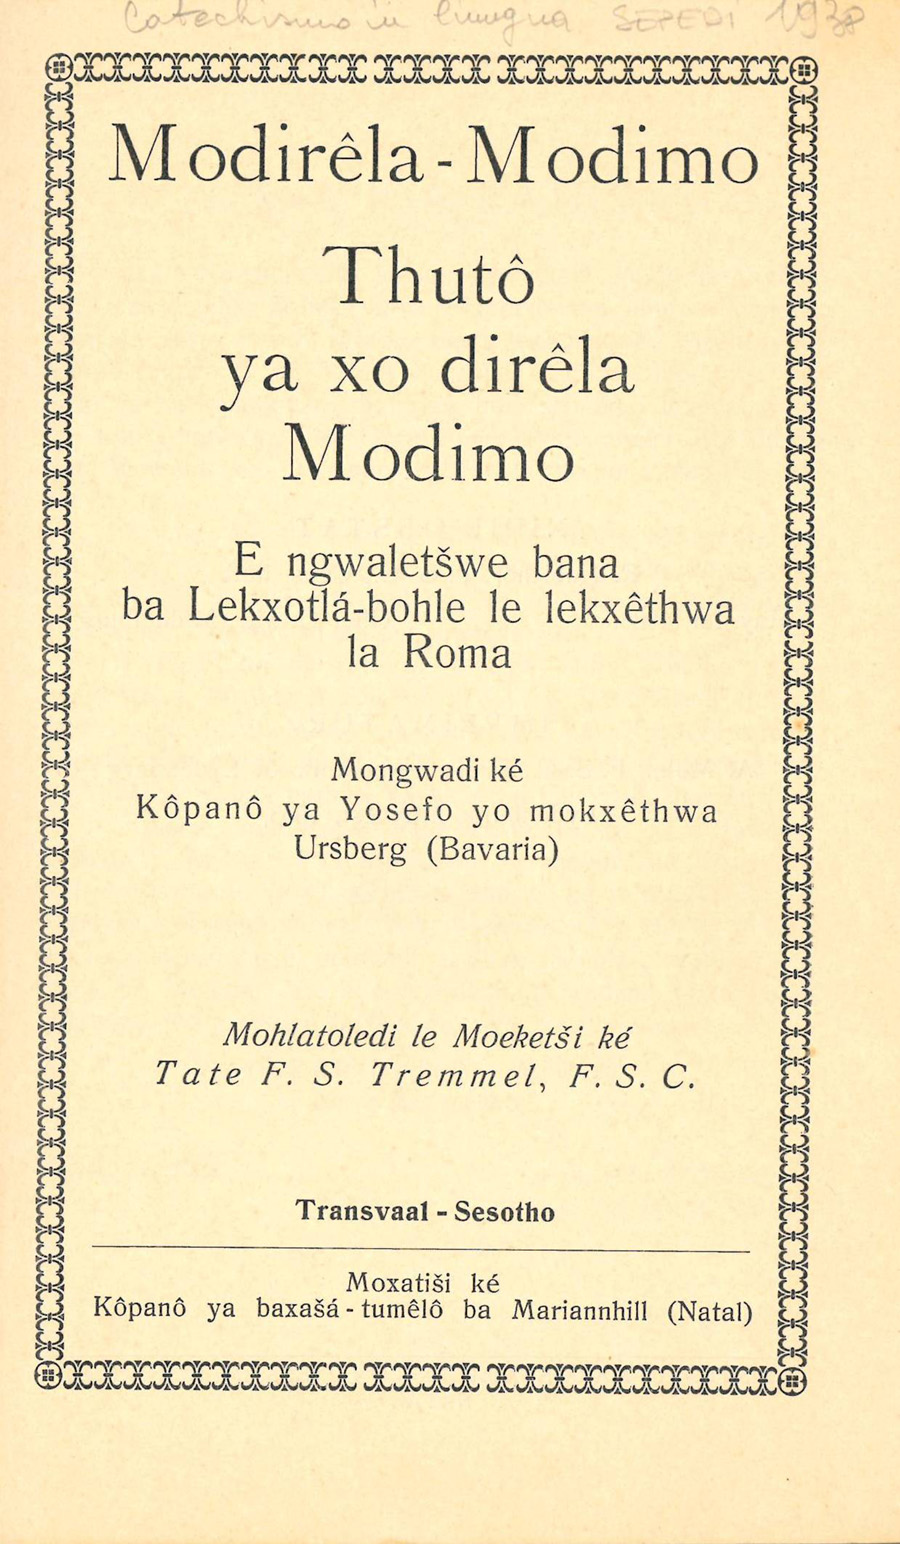 Catechismo in lingua SEPEDI 1938
Modirêla - Modimo
Thutô
ya xo dirêla
Modimo
E ngwaletšwe bana
ba Lekxotlá-bohle le lekxêthwa
la Roma
Mongwadi ké
Kôpanô ya Yosefo yo mokxêthwa
Ursberg (Bavaria)
Mohlatoledi le Moeketši ké
Tate F. S. Tremmel, F. S. C.
Transvaal - Sesotho
Moxatiši ké
Kôpanô ya baxašá - tumêlô ba Mariannhill (Natal)